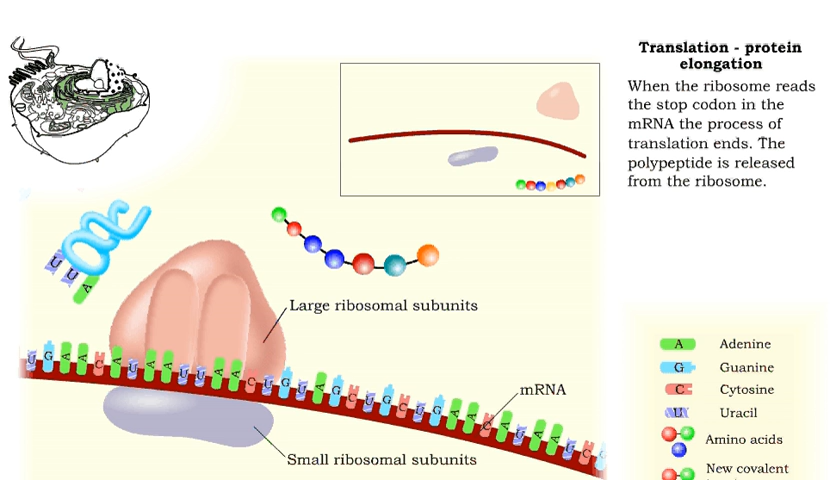 Translation - protein
elongation
When the ribosome reads
the stop codon in the
mRNA the process of
translation ends. The
polypeptide is released
from the ribosome.
U U A
Large ribosomal subunits
U G A A C A U A A U U A A C U G U A G C U G C U G A A C A U A A
mRNA
Small ribosomal subunits
A Adenine
G Guanine
C Cytosine
U Uracil
Amino acids
New covalent